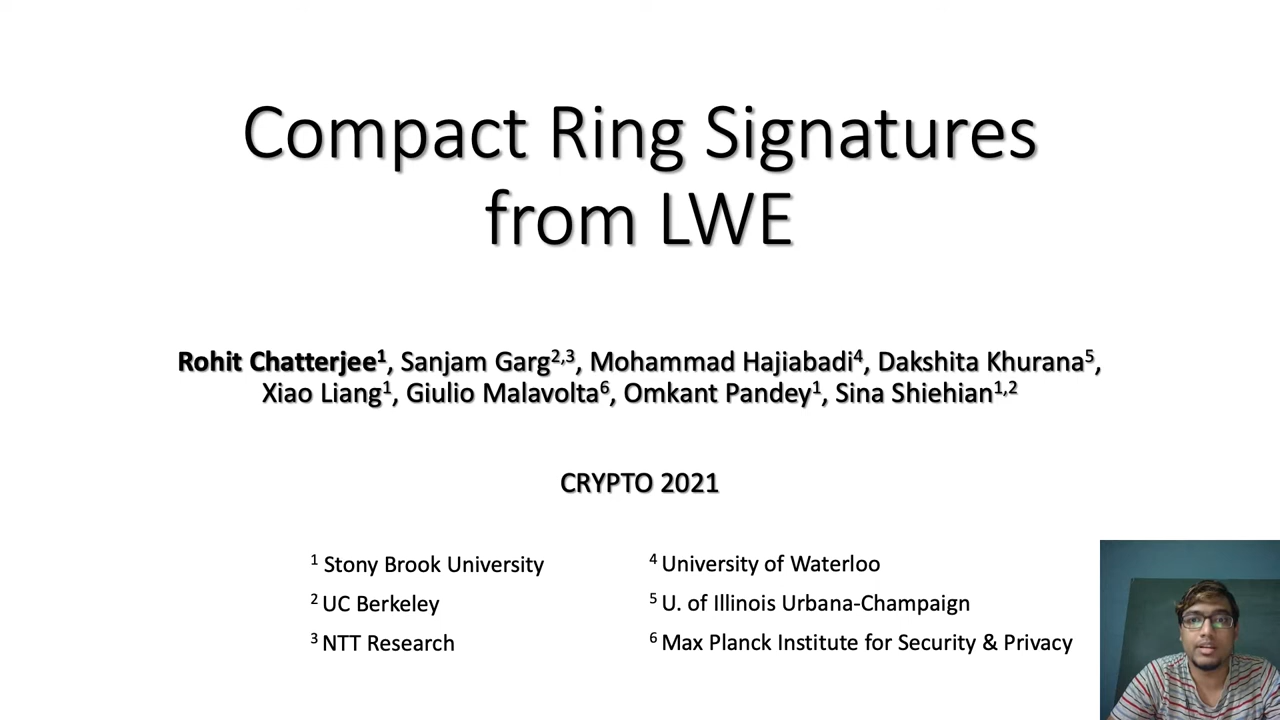 Compact Ring Signatures
from LWE
Rohit Chatterjee¹, Sanjam Garg²,³, Mohammad Hajiabadi⁴, Dakshita Khurana⁵,
Xiao Liang¹, Giulio Malavolta⁶, Omkant Pandey¹, Sina Shiehian¹,²
CRYPTO 2021
¹ Stony Brook University
² UC Berkeley
³ NTT Research
⁴ University of Waterloo
⁵ U. of Illinois Urbana-Champaign
⁶ Max Planck Institute for Security & Privacy